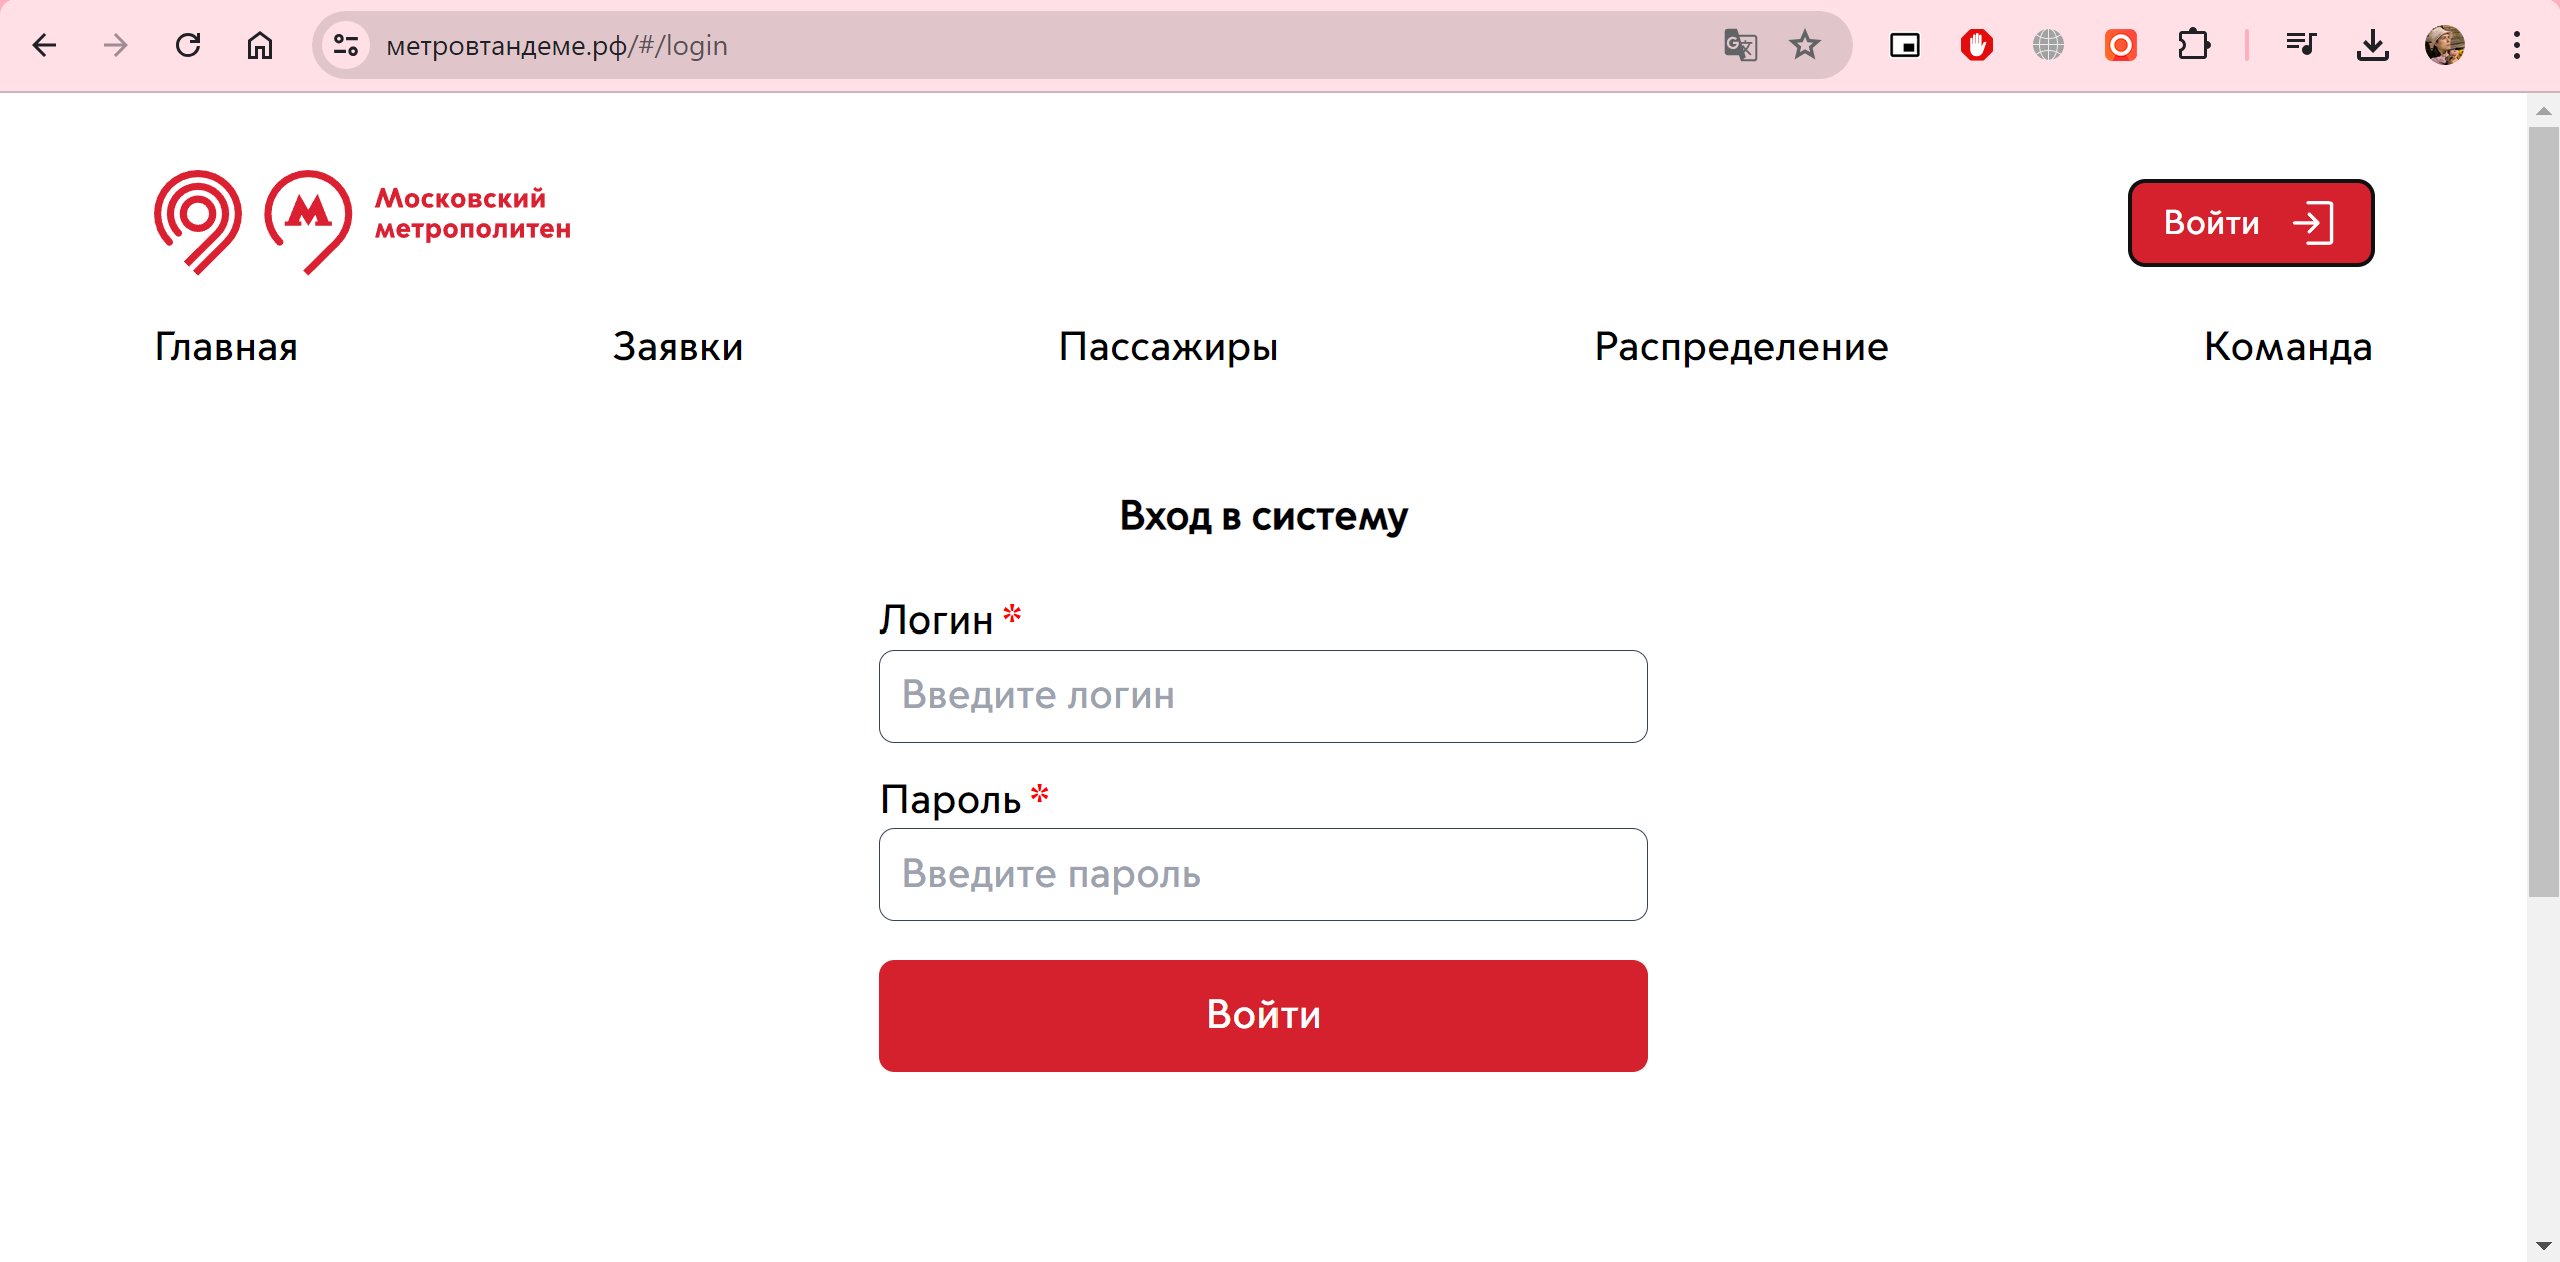 метровтандеме.рф/#/login
Московский
метрополитен
Войти
Главная
Заявки
Пассажиры
Распределение
Команда
Вход в систему
Логин *
Введите логин
Пароль *
Введите пароль
Войти